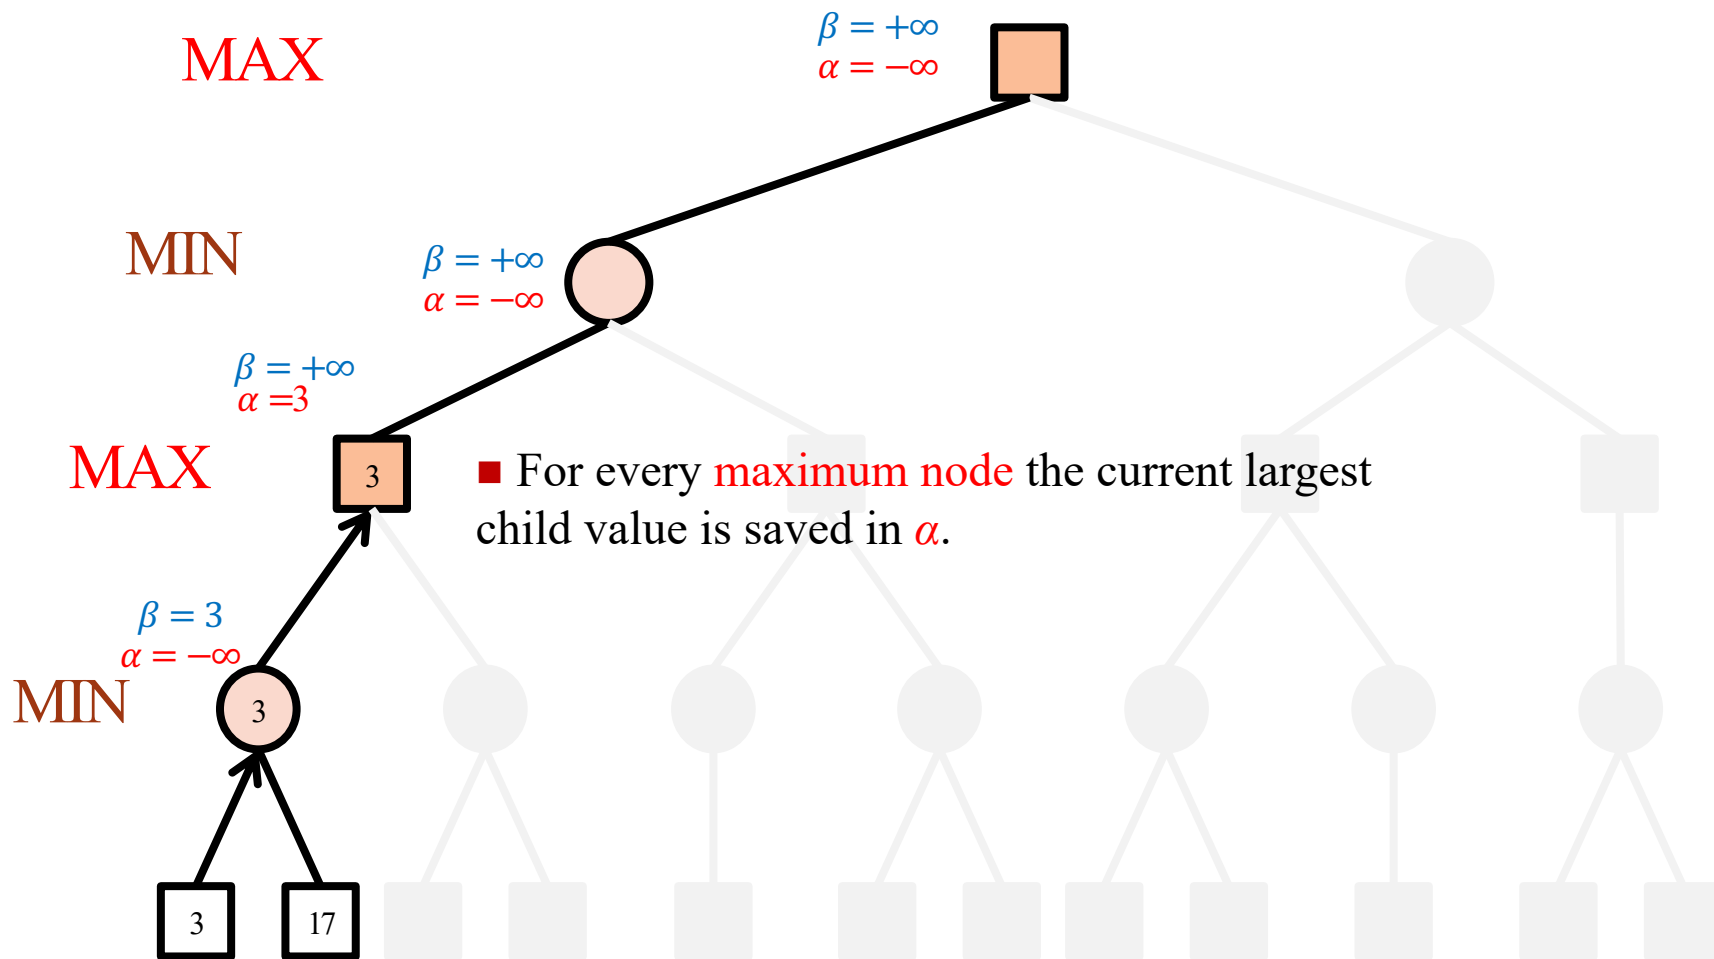 MAX
β = +∞
α = −∞
MIN
β = +∞
α = −∞
β = +∞
α =3
MAX
3
■ For every maximum node the current largest
child value is saved in α.
β = 3
α = −∞
MIN
3
3
17